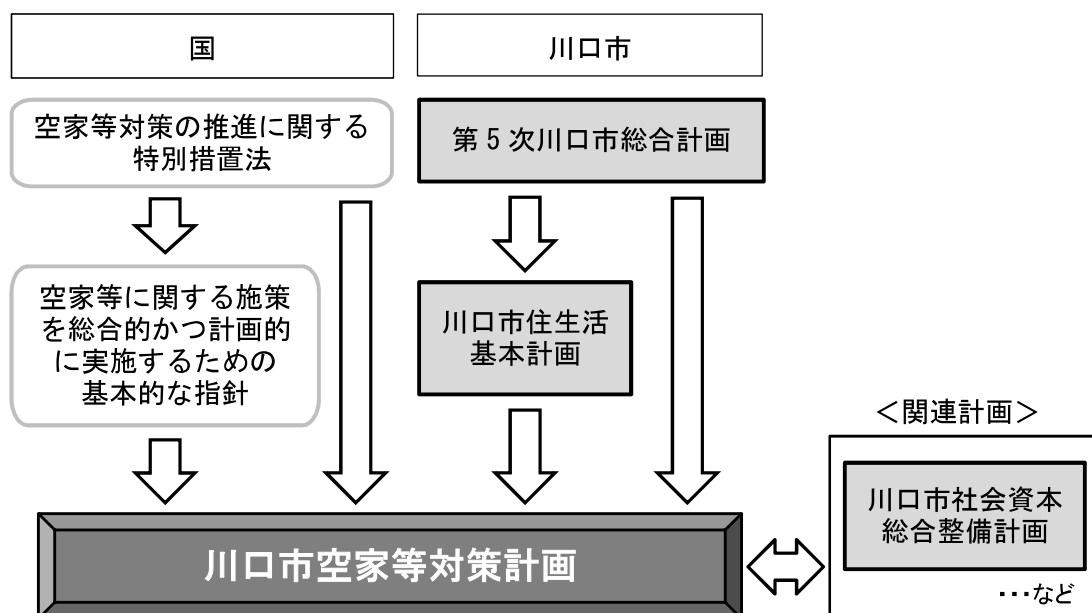 国
川口市
空家等対策の推進に関する
特別措置法
第5次川口市総合計画
空家等に関する施策
を総合的かつ計画的
に実施するための
基本的な指針
川口市住生活
基本計画
＜関連計画＞
川口市社会資本
総合整備計画
･･･など
川口市空家等対策計画